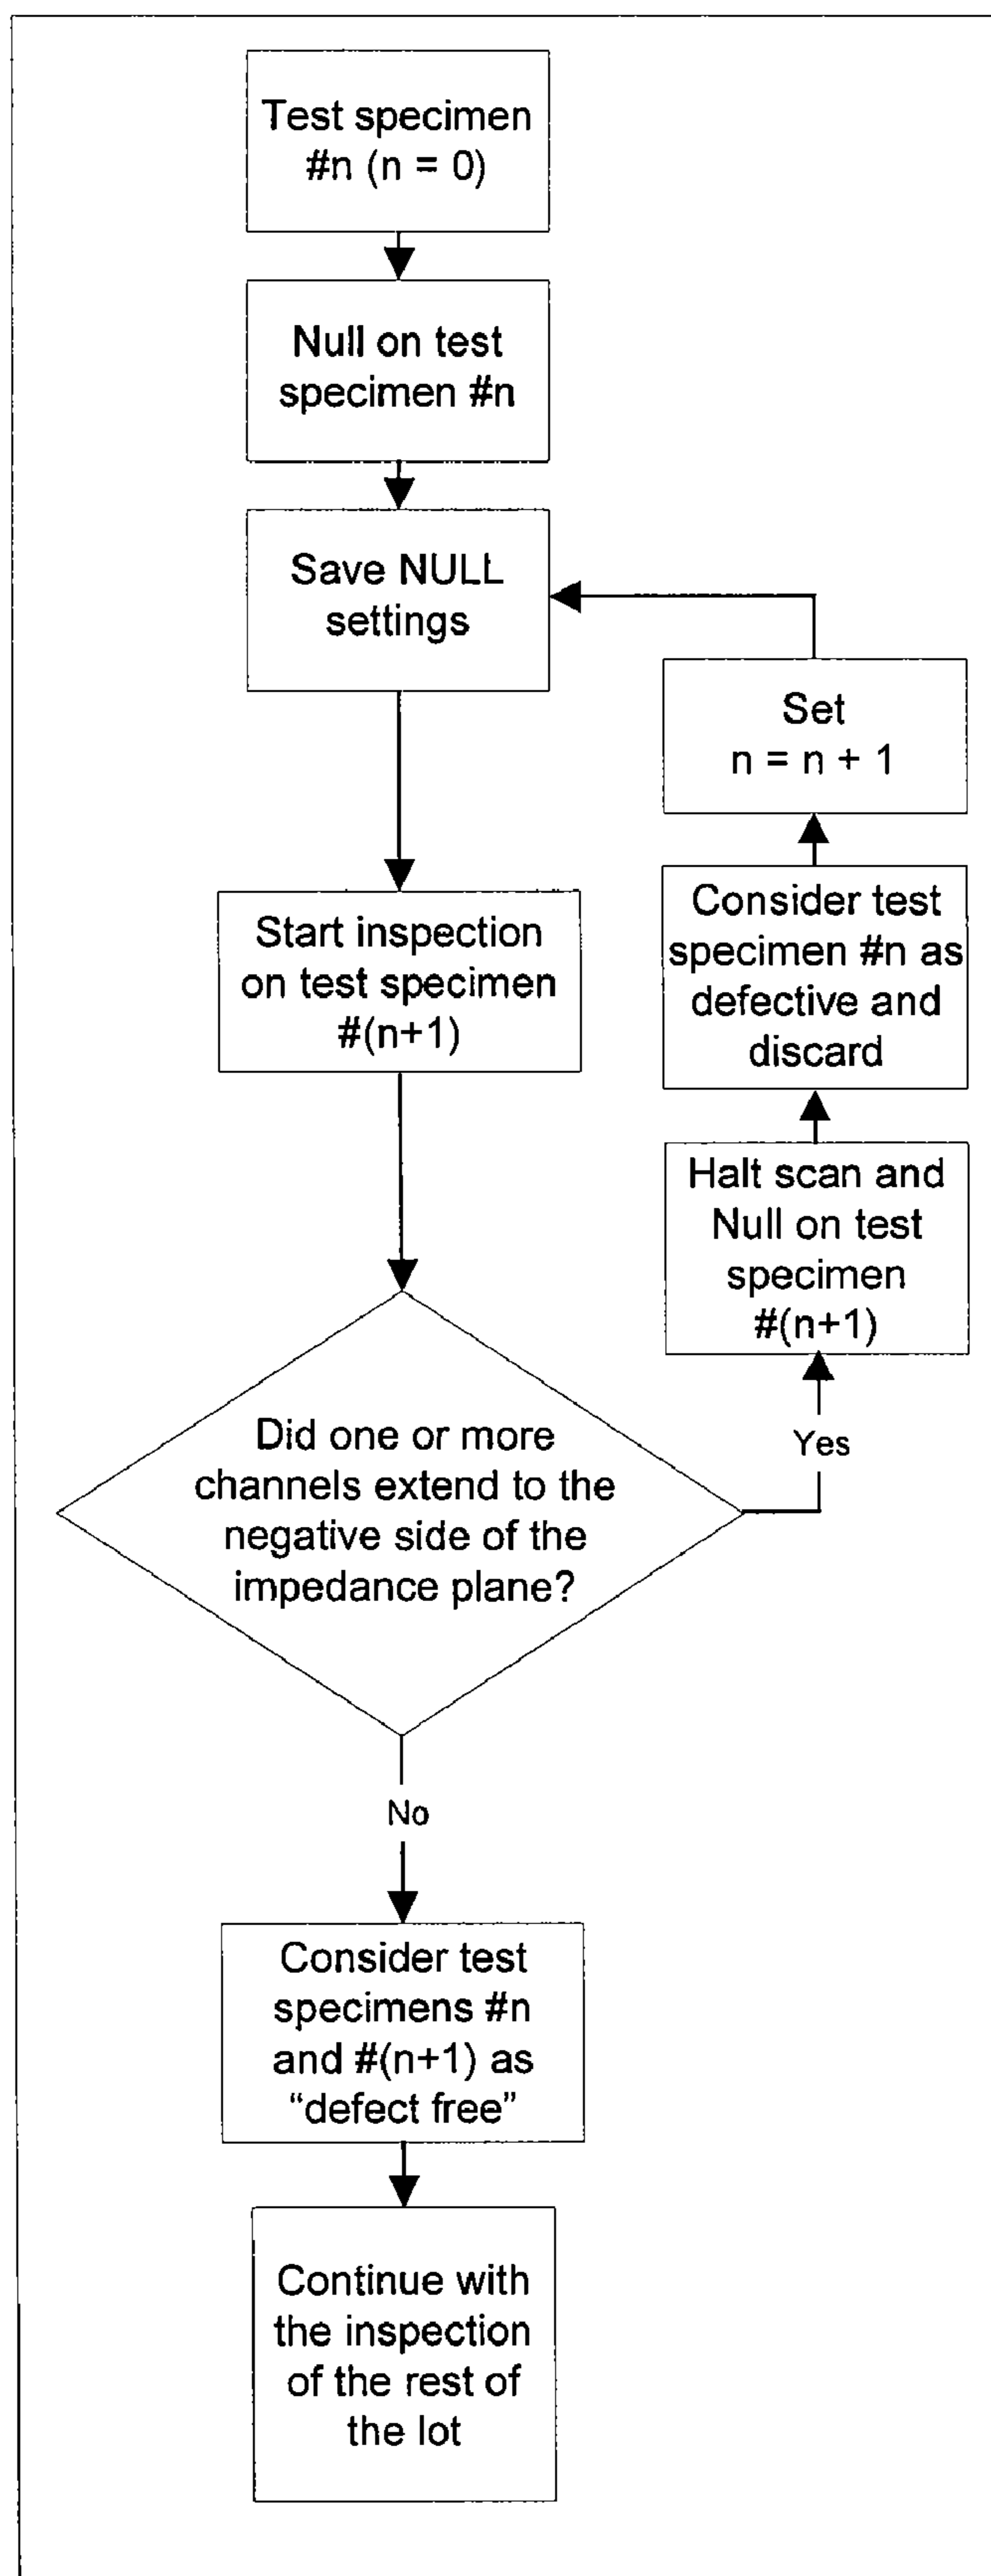 Test specimen
#n (n = 0)
Null on test
specimen #n
Save NULL
settings
Set
n = n + 1
Consider test
specimen #n as
defective and
discard
Start inspection
on test specimen
#(n+1)
Halt scan and
Null on test
specimen
#(n+1)
Did one or more
channels extend to the
negative side of the
impedance plane?
Yes
No
Consider test
specimens #n
and #(n+1) as
“defect free”
Continue with
the inspection
of the rest of
the lot